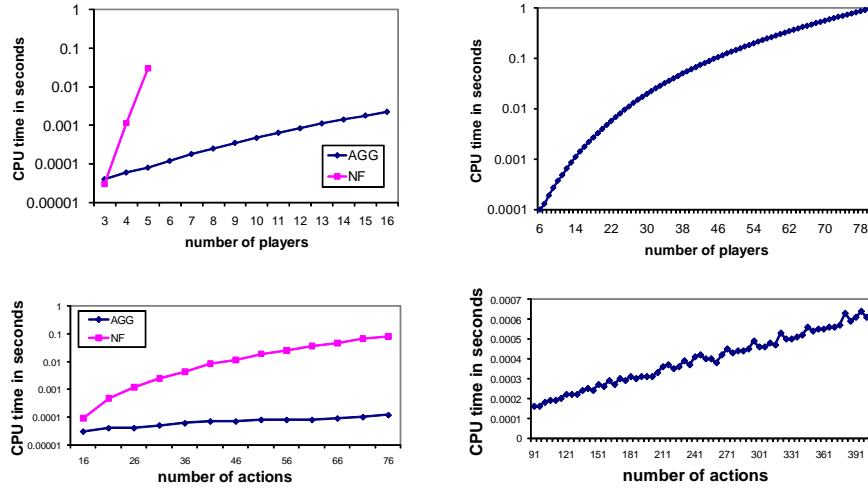 1
0.1
0.01
0.001
0.0001
0.00001
CPU time in seconds
AGG
NF
3 4 5 6 7 8 9 10 11 12 13 14 15 16
number of players
1
0.1
0.01
0.001
0.0001
CPU time in seconds
6 14 22 30 38 46 54 62 70 78
number of players
1
0.1
0.01
0.001
0.0001
0.00001
CPU time in seconds
AGG
NF
16 26 36 46 56 66 76
number of actions
0.0007
0.0006
0.0005
0.0004
0.0003
0.0002
0.0001
0
CPU time in seconds
91 121 151 181 211 241 271 301 331 361 391
number of actions